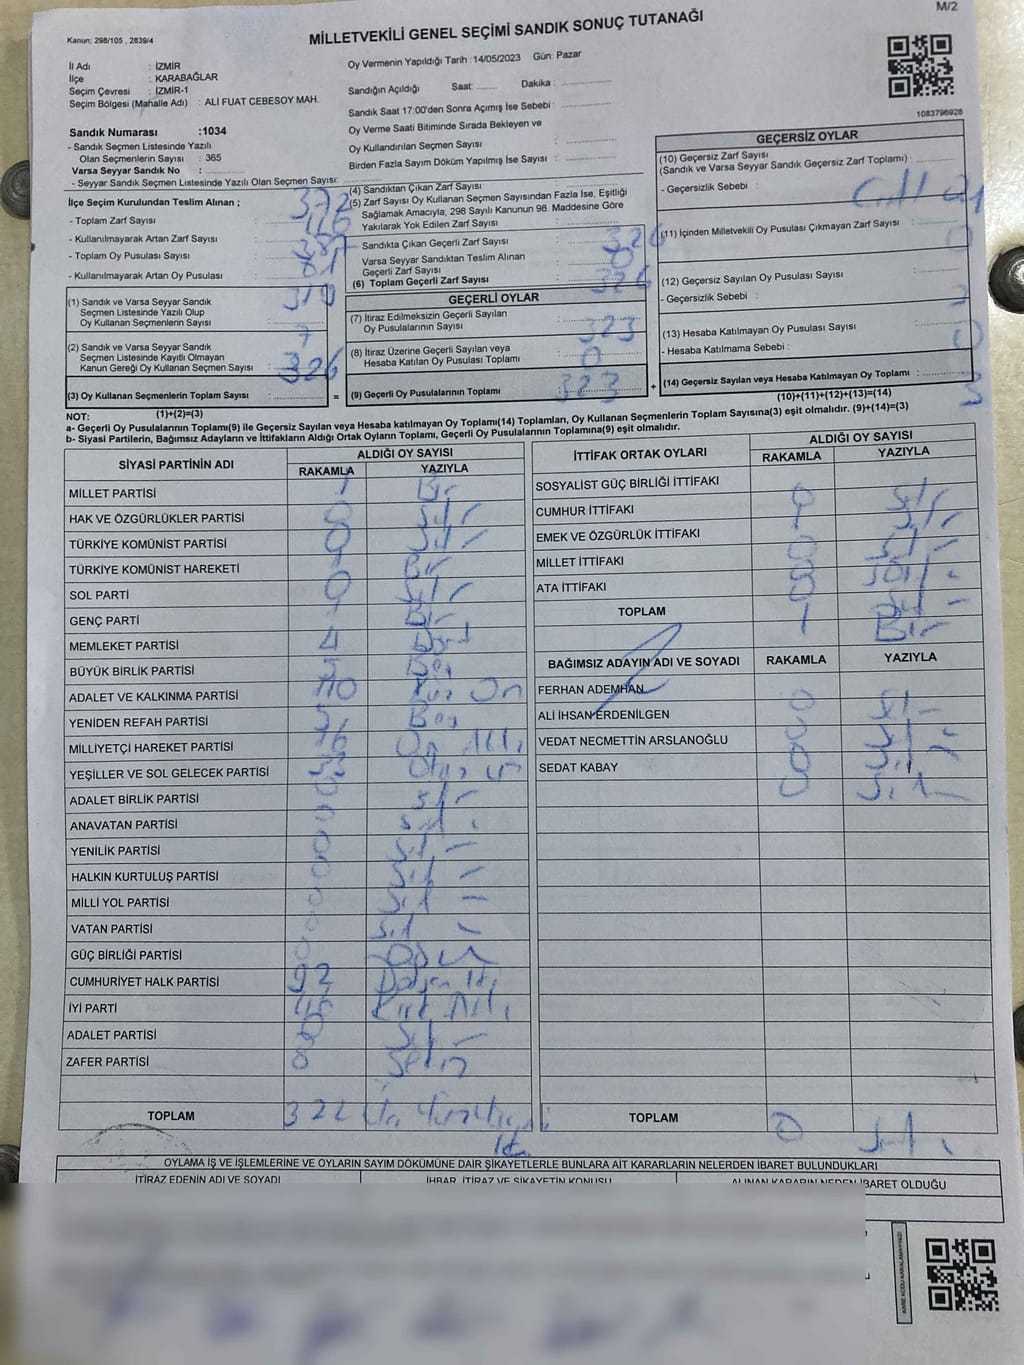 M/2
Kanun: 298/105 , 2839/4
MİLLETVEKİLİ GENEL SEÇİMİ SANDIK SONUÇ TUTANAĞI
İl Adı : İZMİR
İlçe : KARABAĞLAR
Seçim Çevresi : İZMİR-1
Seçim Bölgesi (Mahalle Adı) : ALİ FUAT CEBESOY MAH.
Oy Vermenin Yapıldığı Tarih :14/05/2023 Gün: Pazar
Sandığın Açıldığı Saat: ........ Dakika : ..............
Sandık Saat 17:00'den Sonra Açımış İse Sebebi : ..............
Oy Verme Saati Bitiminde Sırada Bekleyen ve
Oy Kullandırılan Seçmen Sayısı : ..............
Birden Fazla Sayım Döküm Yapılmış İse Sayısı : ..............
1083796928
Sandık Numarası :1034
- Sandık Seçmen Listesinde Yazılı
Olan Seçmenlerin Sayısı : 365
Varsa Seyyar Sandık No :
- Seyyar Sandık Seçmen Listesinde Yazılı Olan Seçmen Sayısı:
İlçe Seçim Kurulundan Teslim Alınan ;
- Toplam Zarf Sayısı : 372
- Kullanılmayarak Artan Zarf Sayısı :
- Toplam Oy Pusulası Sayısı :
- Kullanılmayarak Artan Oy Pusulası :
(1) Sandık ve Varsa Seyyar Sandık
Seçmen Listesinde Yazılı Olup
Oy Kullanan Seçmenlerin Sayısı : 319
(2) Sandık ve Varsa Seyyar Sandık
Seçmen Listesinde Kayıtlı Olmayan
Kanun Gereği Oy Kullanan Seçmen Sayısı : 7
(3) Oy Kullanan Seçmenlerin Toplam Sayısı : 326
(4) Sandıktan Çıkan Zarf Sayısı :
(5) Zarf Sayısı Oy Kullanan Seçmen Sayısından Fazla İse, Eşitliği
Sağlamak Amacıyla, 298 Sayılı Kanunun 98. Maddesine Göre
Yakılarak Yok Edilen Zarf Sayısı :
Sandıkta Çıkan Geçerli Zarf Sayısı : 326
Varsa Seyyar Sandıktan Teslim Alınan
Geçerli Zarf Sayısı : 0
(6) Toplam Geçerli Zarf Sayısı : 326
GEÇERLİ OYLAR
(7) İtiraz Edilmeksizin Geçerli Sayılan
Oy Pusulalarının Sayısı : 323
(8) İtiraz Üzerine Geçerli Sayılan veya
Hesaba Katılan Oy Pusulası Toplamı : 0
= (9) Geçerli Oy Pusulalarının Toplamı : 323 +
GEÇERSİZ OYLAR
(10) Geçersiz Zarf Sayısı
(Sandık ve Varsa Seyyar Sandık Geçersiz Zarf Toplamı) :
- Geçersizlik Sebebi :
(11) İçinden Milletvekili Oy Pusulası Çıkmayan Zarf Sayısı
: 0
(12) Geçersiz Sayılan Oy Pusulası Sayısı :
- Geçersizlik Sebebi : 3
(13) Hesaba Katılmayan Oy Pusulası Sayısı :
- Hesaba Katılmama Sebebi : 0
(14) Geçersiz Sayılan veya Hesaba Katılmayan Oy Toplamı : 3
(10)+(11)+(12)+(13)=(14)
NOT: (1)+(2)=(3)
a- Geçerli Oy Pusulalarının Toplamı(9) ile Geçersiz Sayılan veya Hesaba katılmayan Oy Toplamı(14) Toplamları, Oy Kullanan Seçmenlerin Toplam Sayısına(3) eşit olmalıdır. (9)+(14)=(3)
b- Siyasi Partilerin, Bağımsız Adayların ve İttifakların Aldığı Ortak Oyların Toplamı, Geçerli Oy Pusulalarının Toplamına(9) eşit olmalıdır.
SİYASİ PARTİNİN ADI ALDIĞI OY SAYISI
RAKAMLA YAZIYLA
MİLLET PARTİSİ 1 Bir
HAK VE ÖZGÜRLÜKLER PARTİSİ 0 Sıfır
TÜRKİYE KOMÜNİST PARTİSİ 0 Sıfır
TÜRKİYE KOMÜNİST HAREKETİ 1 Bir
SOL PARTİ 0 Sıfır
GENÇ PARTİ 1 Bir
MEMLEKET PARTİSİ 4 Dört
BÜYÜK BİRLİK PARTİSİ 5 Beş
ADALET VE KALKINMA PARTİSİ 110 Yüz On
YENİDEN REFAH PARTİSİ 5 Beş
MİLLİYETÇİ HAREKET PARTİSİ 16 On Altı
YEŞİLLER VE SOL GELECEK PARTİSİ
ADALET BİRLİK PARTİSİ 0 Sıfır
ANAVATAN PARTİSİ 0 Sıfır
YENİLİK PARTİSİ 0 Sıfır
HALKIN KURTULUŞ PARTİSİ 0 Sıfır
MİLLİ YOL PARTİSİ 0 Sıfır
VATAN PARTİSİ 0 Sıfır
GÜÇ BİRLİĞİ PARTİSİ 0
CUMHURİYET HALK PARTİSİ 92 Doksan İki
İYİ PARTİ Kırk Altı
ADALET PARTİSİ 0 Sıfır
ZAFER PARTİSİ 8 Sekiz
TOPLAM 322
İTTİFAK ORTAK OYLARI ALDIĞI OY SAYISI
RAKAMLA YAZIYLA
SOSYALİST GÜÇ BİRLİĞİ İTTİFAKI 0 Sıfır
CUMHUR İTTİFAKI
EMEK VE ÖZGÜRLÜK İTTİFAKI 0 Sıfır
MİLLET İTTİFAKI
ATA İTTİFAKI
TOPLAM 1 Bir
BAĞIMSIZ ADAYIN ADI VE SOYADI RAKAMLA YAZIYLA
FERHAN ADEMHAN 0 Sıfır
ALİ İHSAN ERDENİLGEN 0 Sıfır
VEDAT NECMETTİN ARSLANOĞLU 0 Sıfır
SEDAT KABAY 0 Sıfır
TOPLAM 0 Sıfır
OYLAMA İŞ VE İŞLEMLERİNE VE OYLARIN SAYIM DÖKÜMÜNE DAİR ŞİKAYETLERLE BUNLARA AİT KARARLARIN NELERDEN İBARET BULUNDUKLARI
İTİRAZ EDENİN ADI VE SOYADI İHBAR, İTİRAZ VE ŞİKAYETİN KONUSU ALINAN KARARIN NEDEN İBARET OLDUĞU